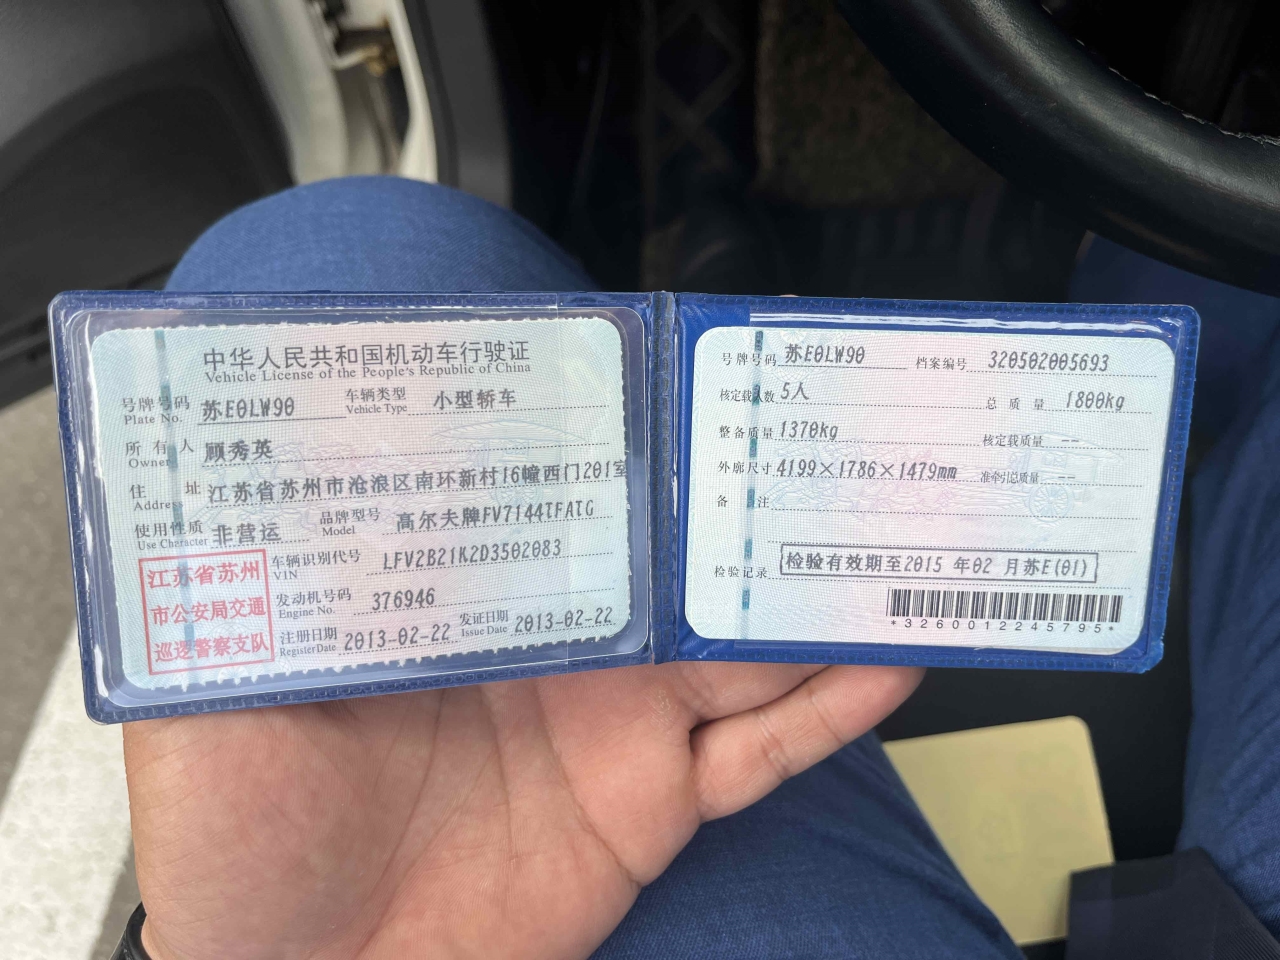 中华人民共和国机动车行驶证
Vehicle License of the People's Republic of China
号牌号码 苏E0LW90 车辆类型 小型轿车
Plate No. Vehicle Type
所有人 顾秀英
Owner
住址 江苏省苏州市沧浪区南环新村16幢西门201室
Address
使用性质 非营运 品牌型号 高尔夫牌FV7144TFATG
Use Character Model
江苏省苏州
市公安局交通
巡逻警察支队
车辆识别代号 LFV2B21K2D3502083
VIN
发动机号码 376946
Engine No.
注册日期 2013-02-22 发证日期 2013-02-22
Register Date Issue Date
号牌号码 苏E0LW90 档案编号 320502005693
核定载人数 5人 总质量 1800kg
整备质量 1370kg 核定载质量 --
外廓尺寸 4199×1786×1479mm 准牵引总质量 --
备注
检验记录 检验有效期至2015年02月苏E(01)
*3260012245795*